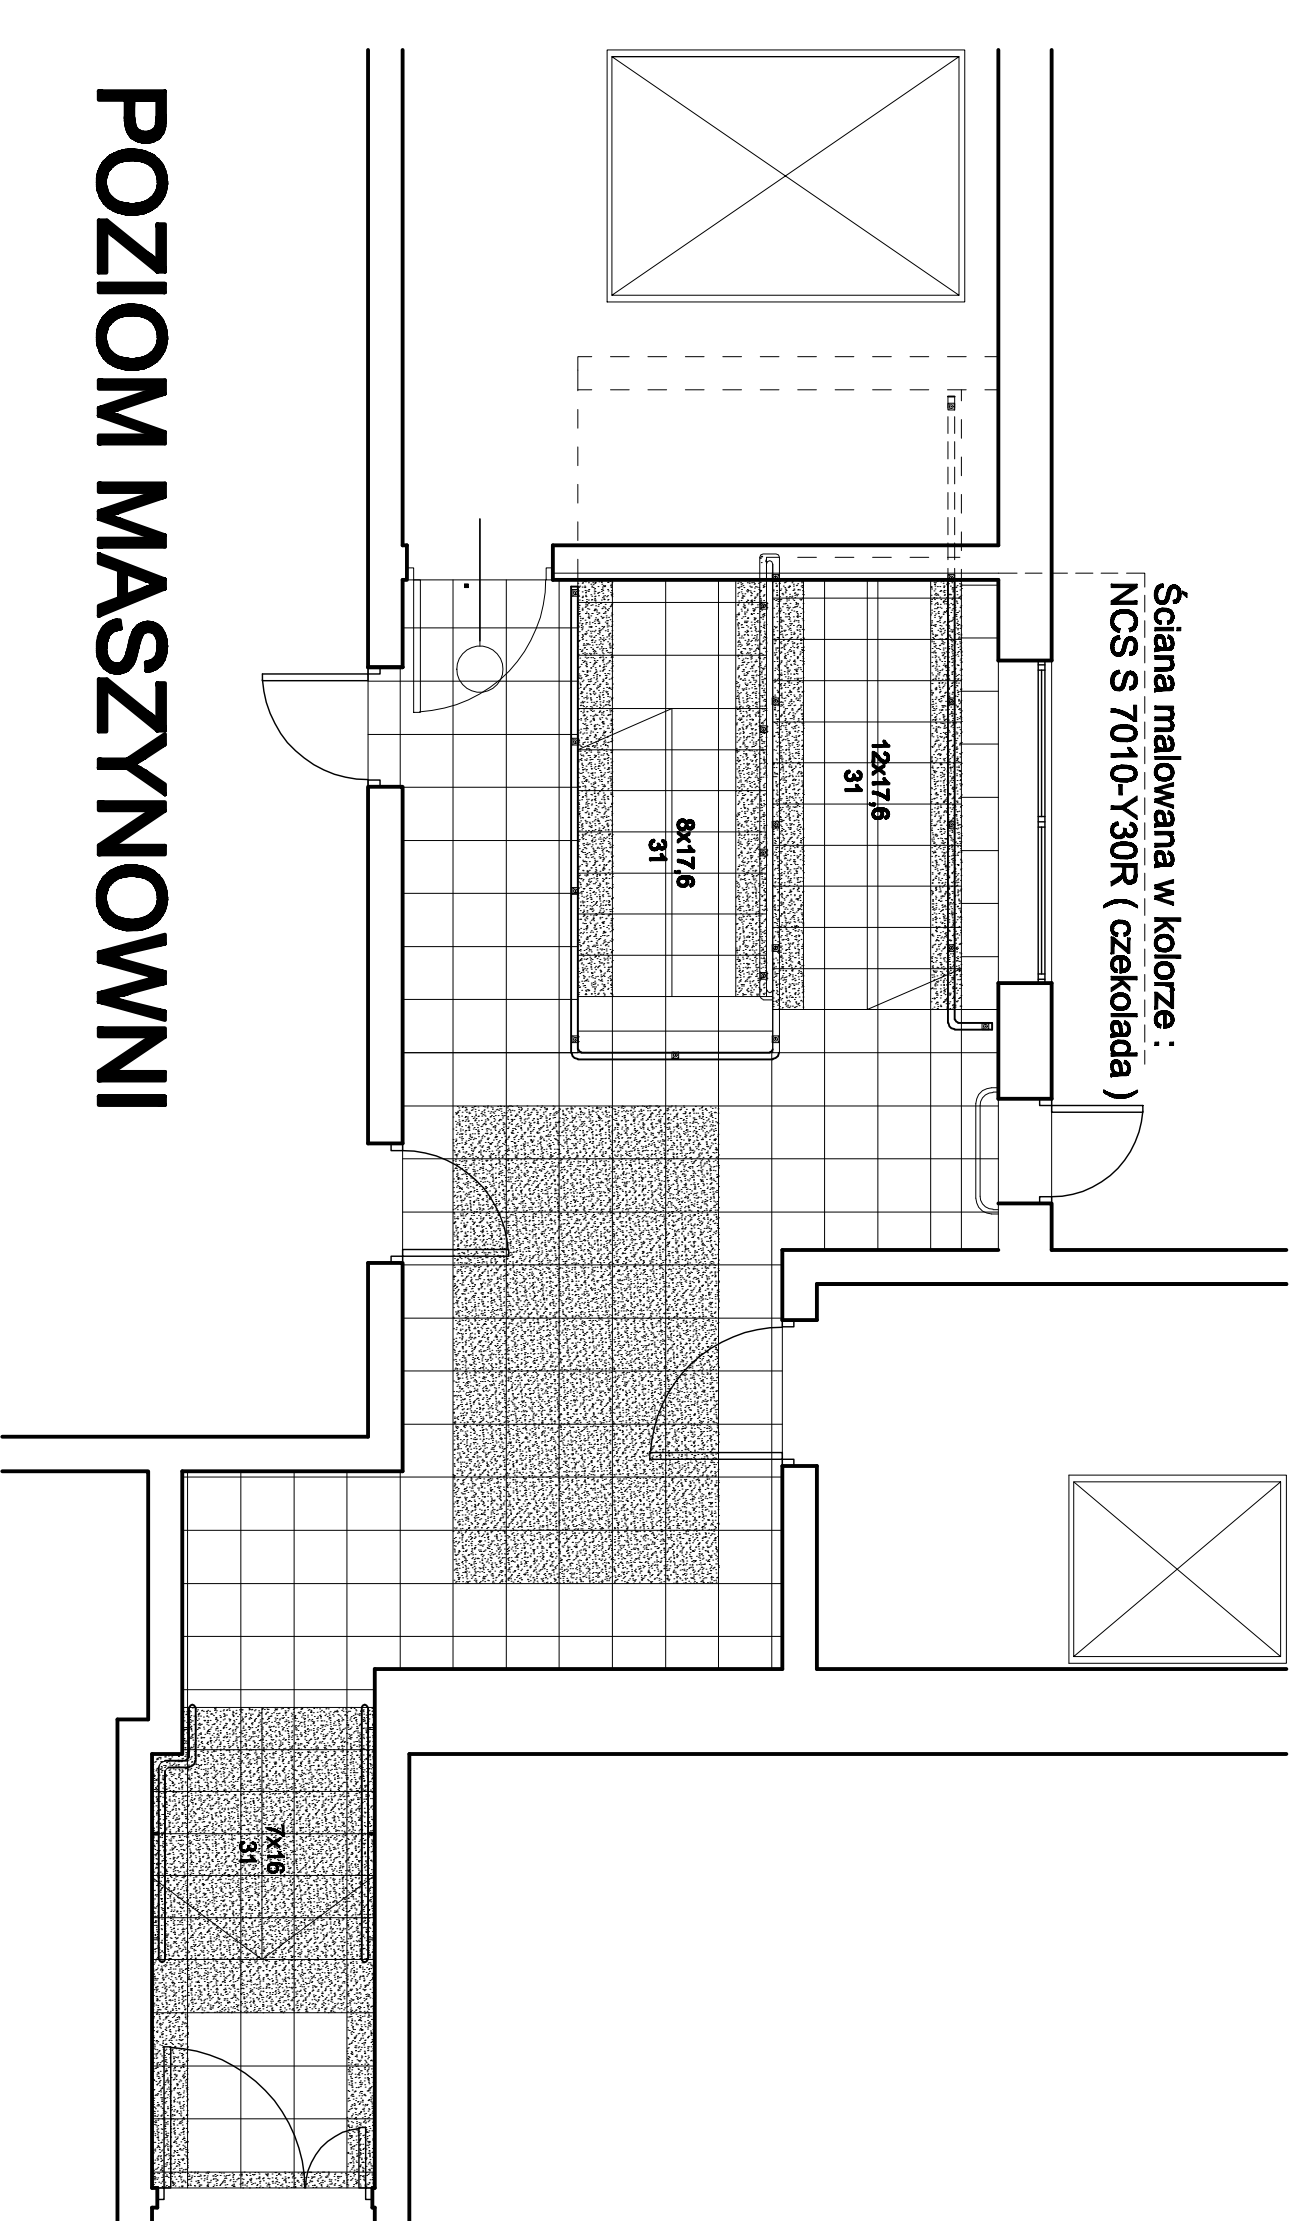 Ściana malowana w kolorze :
NCS S 7010-Y30R ( czekolada )
12x17,6
31
8x17,6
31
7x16
31
POZIOM MASZYNOWNI